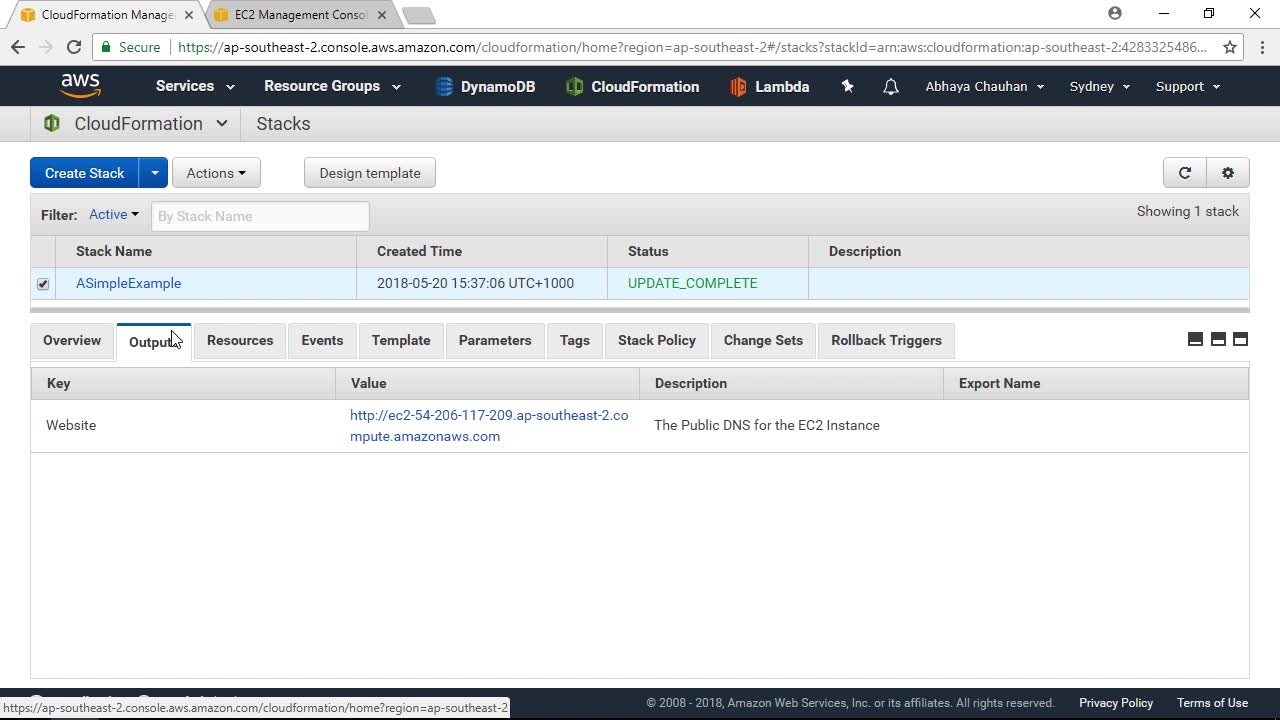 CloudFormation Manage
EC2 Management Consol
Secure
https://ap-southeast-2.console.aws.amazon.com/cloudformation/home?region=ap-southeast-2#/stacks?stackId=arn:aws:cloudformation:ap-southeast-2:4283325486...
aws Services Resource Groups DynamoDB CloudFormation Lambda Abhaya Chauhan Sydney Support
CloudFormation Stacks
Create Stack Actions Design template
Filter: Active By Stack Name Showing 1 stack
Stack Name Created Time Status Description
ASimpleExample 2018-05-20 15:37:06 UTC+1000 UPDATE_COMPLETE
Overview Outputs Resources Events Template Parameters Tags Stack Policy Change Sets Rollback Triggers
Key Value Description Export Name
Website http://ec2-54-206-117-209.ap-southeast-2.co The Public DNS for the EC2 Instance
mpute.amazonaws.com
© 2008 - 2018, Amazon Web Services, Inc. or its affiliates. All rights reserved. Privacy Policy Terms of Use
https://ap-southeast-2.console.aws.amazon.com/cloudformation/home?region=ap-southeast-2